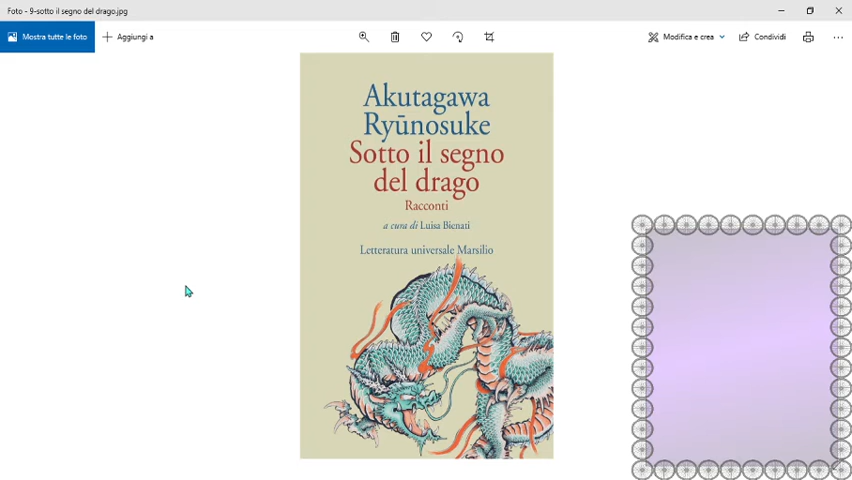 Foto - 9-sotto il segno del drago.jpg
Mostra tutte le foto
Aggiungi a
Modifica e crea
Condividi
Akutagawa
Ryūnosuke
Sotto il segno
del drago
Racconti
a cura di Luisa Bienati
Letteratura universale Marsilio